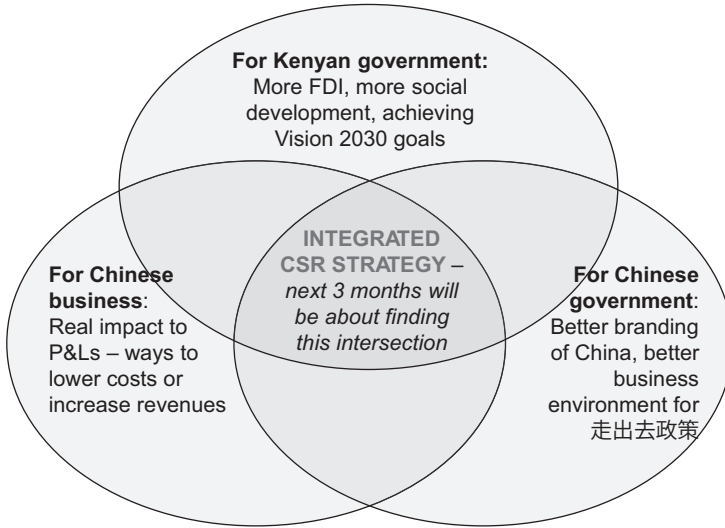 For Kenyan government:
More FDI, more social
development, achieving
Vision 2030 goals
INTEGRATED
CSR STRATEGY –
next 3 months will
be about finding
this intersection
For Chinese
business:
Real impact to
P&Ls – ways to
lower costs or
increase revenues
For Chinese
government:
Better branding
of China, better
business
environment for
走出去政策